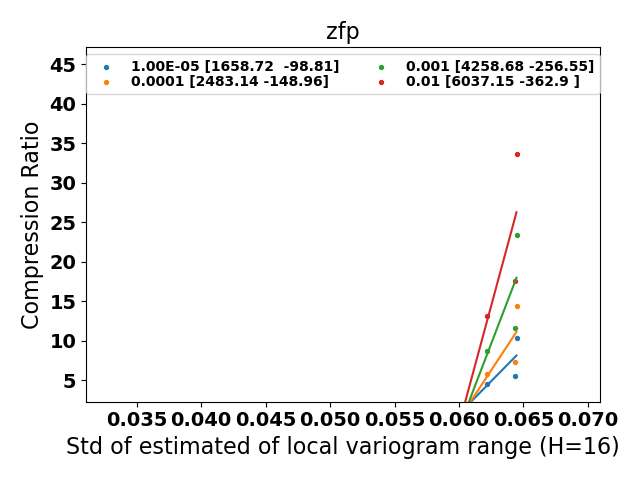 zfp
1.00E-05 [1658.72  -98.81]
0.0001 [2483.14 -148.96]
0.001 [4258.68 -256.55]
0.01 [6037.15 -362.9 ]
Compression Ratio
45
40
35
30
25
20
15
10
5
0.035 0.040 0.045 0.050 0.055 0.060 0.065 0.070
Std of estimated of local variogram range (H=16)